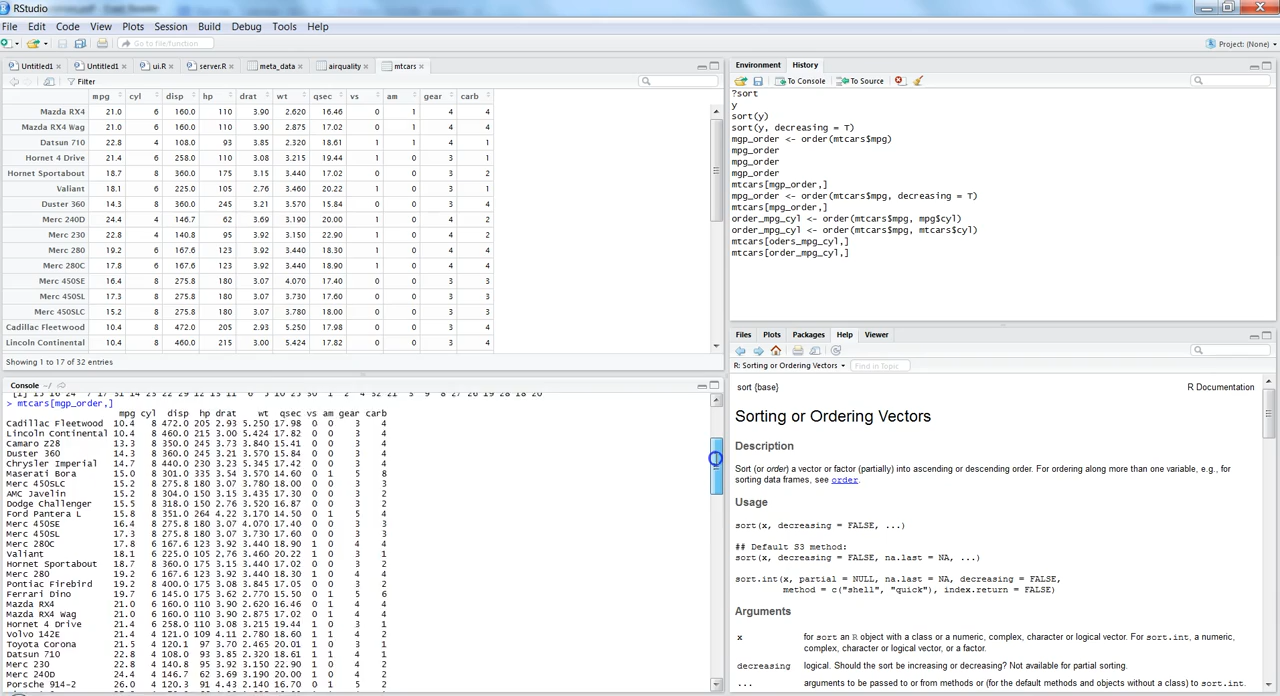 RStudio
File Edit Code View Plots Session Build Debug Tools Help
Go to file/function Project: (None)
Untitled1 × Untitled1 × ui.R × server.R × meta_data × airquality × mtcars ×
Filter
mpg cyl disp hp drat wt qsec vs am gear carb
Mazda RX4 21.0 6 160.0 110 3.90 2.620 16.46 0 1 4 4
Mazda RX4 Wag 21.0 6 160.0 110 3.90 2.875 17.02 0 1 4 4
Datsun 710 22.8 4 108.0 93 3.85 2.320 18.61 1 1 4 1
Hornet 4 Drive 21.4 6 258.0 110 3.08 3.215 19.44 1 0 3 1
Hornet Sportabout 18.7 8 360.0 175 3.15 3.440 17.02 0 0 3 2
Valiant 18.1 6 225.0 105 2.76 3.460 20.22 1 0 3 1
Duster 360 14.3 8 360.0 245 3.21 3.570 15.84 0 0 3 4
Merc 240D 24.4 4 146.7 62 3.69 3.190 20.00 1 0 4 2
Merc 230 22.8 4 140.8 95 3.92 3.150 22.90 1 0 4 2
Merc 280 19.2 6 167.6 123 3.92 3.440 18.30 1 0 4 4
Merc 280C 17.8 6 167.6 123 3.92 3.440 18.90 1 0 4 4
Merc 450SE 16.4 8 275.8 180 3.07 4.070 17.40 0 0 3 3
Merc 450SL 17.3 8 275.8 180 3.07 3.730 17.60 0 0 3 3
Merc 450SLC 15.2 8 275.8 180 3.07 3.780 18.00 0 0 3 3
Cadillac Fleetwood 10.4 8 472.0 205 2.93 5.250 17.98 0 0 3 4
Lincoln Continental 10.4 8 460.0 215 3.00 5.424 17.82 0 0 3 4
Showing 1 to 17 of 32 entries
Console ~/
> mtcars[mgp_order,]
mpg cyl disp hp drat wt qsec vs am gear carb
Cadillac Fleetwood 10.4 8 472.0 205 2.93 5.250 17.98 0 0 3 4
Lincoln Continental 10.4 8 460.0 215 3.00 5.424 17.82 0 0 3 4
Camaro Z28 13.3 8 350.0 245 3.73 3.840 15.41 0 0 3 4
Duster 360 14.3 8 360.0 245 3.21 3.570 15.84 0 0 3 4
Chrysler Imperial 14.7 8 440.0 230 3.23 5.345 17.42 0 0 3 4
Maserati Bora 15.0 8 301.0 335 3.54 3.570 14.60 0 1 5 8
Merc 450SLC 15.2 8 275.8 180 3.07 3.780 18.00 0 0 3 3
AMC Javelin 15.2 8 304.0 150 3.15 3.435 17.30 0 0 3 2
Dodge Challenger 15.5 8 318.0 150 2.76 3.520 16.87 0 0 3 2
Ford Pantera L 15.8 8 351.0 264 4.22 3.170 14.50 0 1 5 4
Merc 450SE 16.4 8 275.8 180 3.07 4.070 17.40 0 0 3 3
Merc 450SL 17.3 8 275.8 180 3.07 3.730 17.60 0 0 3 3
Merc 280C 17.8 6 167.6 123 3.92 3.440 18.90 1 0 4 4
Valiant 18.1 6 225.0 105 2.76 3.460 20.22 1 0 3 1
Hornet Sportabout 18.7 8 360.0 175 3.15 3.440 17.02 0 0 3 2
Merc 280 19.2 6 167.6 123 3.92 3.440 18.30 1 0 4 4
Pontiac Firebird 19.2 8 400.0 175 3.08 3.845 17.05 0 0 3 2
Ferrari Dino 19.7 6 145.0 175 3.62 2.770 15.50 0 1 5 6
Mazda RX4 21.0 6 160.0 110 3.90 2.620 16.46 0 1 4 4
Mazda RX4 Wag 21.0 6 160.0 110 3.90 2.875 17.02 0 1 4 4
Hornet 4 Drive 21.4 6 258.0 110 3.08 3.215 19.44 1 0 3 1
Volvo 142E 21.4 4 121.0 109 4.11 2.780 18.60 1 1 4 2
Toyota Corona 21.5 4 120.1 97 3.70 2.465 20.01 1 0 3 1
Datsun 710 22.8 4 108.0 93 3.85 2.320 18.61 1 1 4 1
Merc 230 22.8 4 140.8 95 3.92 3.150 22.90 1 0 4 2
Merc 240D 24.4 4 146.7 62 3.69 3.190 20.00 1 0 4 2
Porsche 914-2 26.0 4 120.3 91 4.43 2.140 16.70 0 1 5 2
Environment History
To Console To Source
?sort
y
sort(y)
sort(y, decreasing = T)
mgp_order <- order(mtcars$mpg)
mpg_order
mpg_order
mgp_order
mtcars[mgp_order,]
mpg_order <- order(mtcars$mpg, decreasing = T)
mtcars[mpg_order,]
order_mpg_cyl <- order(mtcars$mpg, mpg$cyl)
order_mpg_cyl <- order(mtcars$mpg, mtcars$cyl)
mtcars[oders_mpg_cyl,]
mtcars[order_mpg_cyl,]
Files Plots Packages Help Viewer
R: Sorting or Ordering Vectors Find in Topic
sort {base} R Documentation
Sorting or Ordering Vectors
Description
Sort (or order) a vector or factor (partially) into ascending or descending order. For ordering along more than one variable, e.g., for
sorting data frames, see order.
Usage
sort(x, decreasing = FALSE, ...)
## Default S3 method:
sort(x, decreasing = FALSE, na.last = NA, ...)
sort.int(x, partial = NULL, na.last = NA, decreasing = FALSE,
method = c("shell", "quick"), index.return = FALSE)
Arguments
x for sort an R object with a class or a numeric, complex, character or logical vector. For sort.int, a numeric,
complex, character or logical vector, or a factor.
decreasing logical. Should the sort be increasing or decreasing? Not available for partial sorting.
... arguments to be passed to or from methods or (for the default methods and objects without a class) to sort.int.